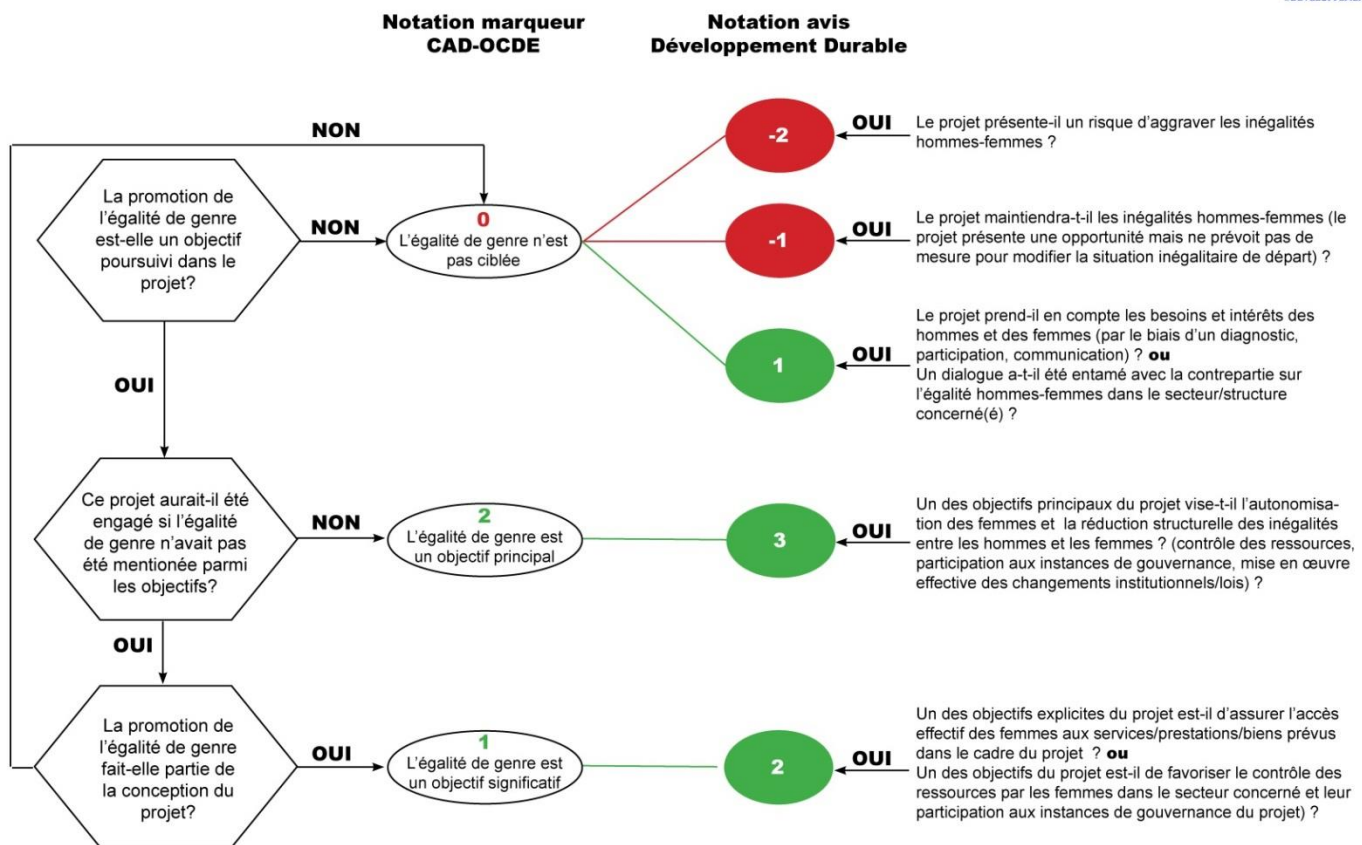 Notation marqueur
CAD-OCDE
Notation avis
Développement Durable
NON
La promotion de
l'égalité de genre
est-elle un objectif
poursuivi dans le
projet?
NON
0
L'égalité de genre n'est
pas ciblée
-2
OUI
Le projet présente-il un risque d'aggraver les inégalités
hommes-femmes ?
-1
OUI
Le projet maintiendra-t-il les inégalités hommes-femmes (le
projet présente une opportunité mais ne prévoit pas de
mesure pour modifier la situation inégalitaire de départ) ?
1
OUI
Le projet prend-il en compte les besoins et intérêts des
hommes et des femmes (par le biais d'un diagnostic,
participation, communication) ? ou
Un dialogue a-t-il été entamé avec la contrepartie sur
l'égalité hommes-femmes dans le secteur/structure
concerné(é) ?
OUI
Ce projet aurait-il été
engagé si l'égalité
de genre n'avait pas
été mentionée parmi
les objectifs?
NON
2
L'égalité de genre est
un objectif principal
3
OUI
Un des objectifs principaux du projet vise-t-il l'autonomisa-
tion des femmes et la réduction structurelle des inégalités
entre les hommes et les femmes ? (contrôle des ressources,
participation aux instances de gouvernance, mise en œuvre
effective des changements institutionnels/lois) ?
OUI
La promotion de
l'égalité de genre
fait-elle partie de
la conception du
projet?
OUI
1
L'égalité de genre est
un objectif significatif
2
OUI
Un des objectifs explicites du projet est-il d'assurer l'accès
effectif des femmes aux services/prestations/biens prévus
dans le cadre du projet ? ou
Un des objectifs du projet est-il de favoriser le contrôle des
ressources par les femmes dans le secteur concerné et leur
participation aux instances de gouvernance du projet) ?